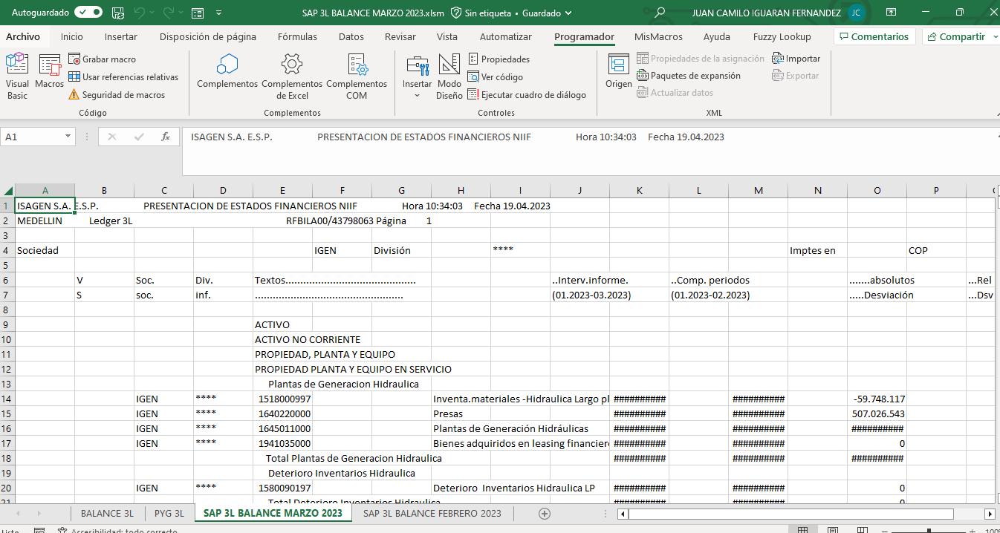 Autoguardado SAP 3L BALANCE MARZO 2023.xlsm Sin etiqueta • Guardado JUAN CAMILO IGUARAN FERNANDEZ JC
Archivo Inicio Insertar Disposición de página Fórmulas Datos Revisar Vista Automatizar Programador MisMacros Ayuda Fuzzy Lookup Comentarios Compartir
Visual Basic
Macros
Grabar macro
Usar referencias relativas
Seguridad de macros
Código
Complementos
Complementos de Excel
Complementos COM
Complementos
Insertar
Modo Diseño
Propiedades
Ver código
Ejecutar cuadro de diálogo
Controles
Origen
Propiedades de la asignación
Paquetes de expansión
Actualizar datos
Importar
Exportar
XML
A1 fx ISAGEN S.A. E.S.P. PRESENTACION DE ESTADOS FINANCIEROS NIIF Hora 10:34:03 Fecha 19.04.2023
A B C D E F G H I J K L M N O P
1 ISAGEN S.A. E.S.P. PRESENTACION DE ESTADOS FINANCIEROS NIIF Hora 10:34:03 Fecha 19.04.2023
2 MEDELLIN Ledger 3L RFBILA00/43798063 Página 1
3
4 Sociedad IGEN División **** Imptes en COP
5
6 V Soc. Div. Textos............................................ ..Interv.informe. ..Comp. periodos .......absolutos ...Rel
7 S soc. inf. .................................................. (01.2023-03.2023) (01.2023-02.2023) .....Desviación ...Dsv
8
9 ACTIVO
10 ACTIVO NO CORRIENTE
11 PROPIEDAD, PLANTA Y EQUIPO
12 PROPIEDAD PLANTA Y EQUIPO EN SERVICIO
13 Plantas de Generacion Hidraulica
14 IGEN **** 1518000997 Inventa.materiales -Hidraulica Largo pl ########## ########## -59.748.117
15 IGEN **** 1640220000 Presas ########## ########## 507.026.543
16 IGEN **** 1645011000 Plantas de Generación Hidráulicas ########## ########## ##########
17 IGEN **** 1941035000 Bienes adquiridos en leasing financiero ########## ########## 0
18 Total Plantas de Generacion Hidraulica ########## ########## ##########
19 Deterioro Inventarios Hidraulica
20 IGEN **** 1580090197 Deterioro Inventarios Hidraulica LP ########## ########## 0
21 Total Deterioro Inventarios Hidraulica ########## ########## 0
BALANCE 3L PYG 3L SAP 3L BALANCE MARZO 2023 SAP 3L BALANCE FEBRERO 2023
Listo Accesibilidad: todo correcto